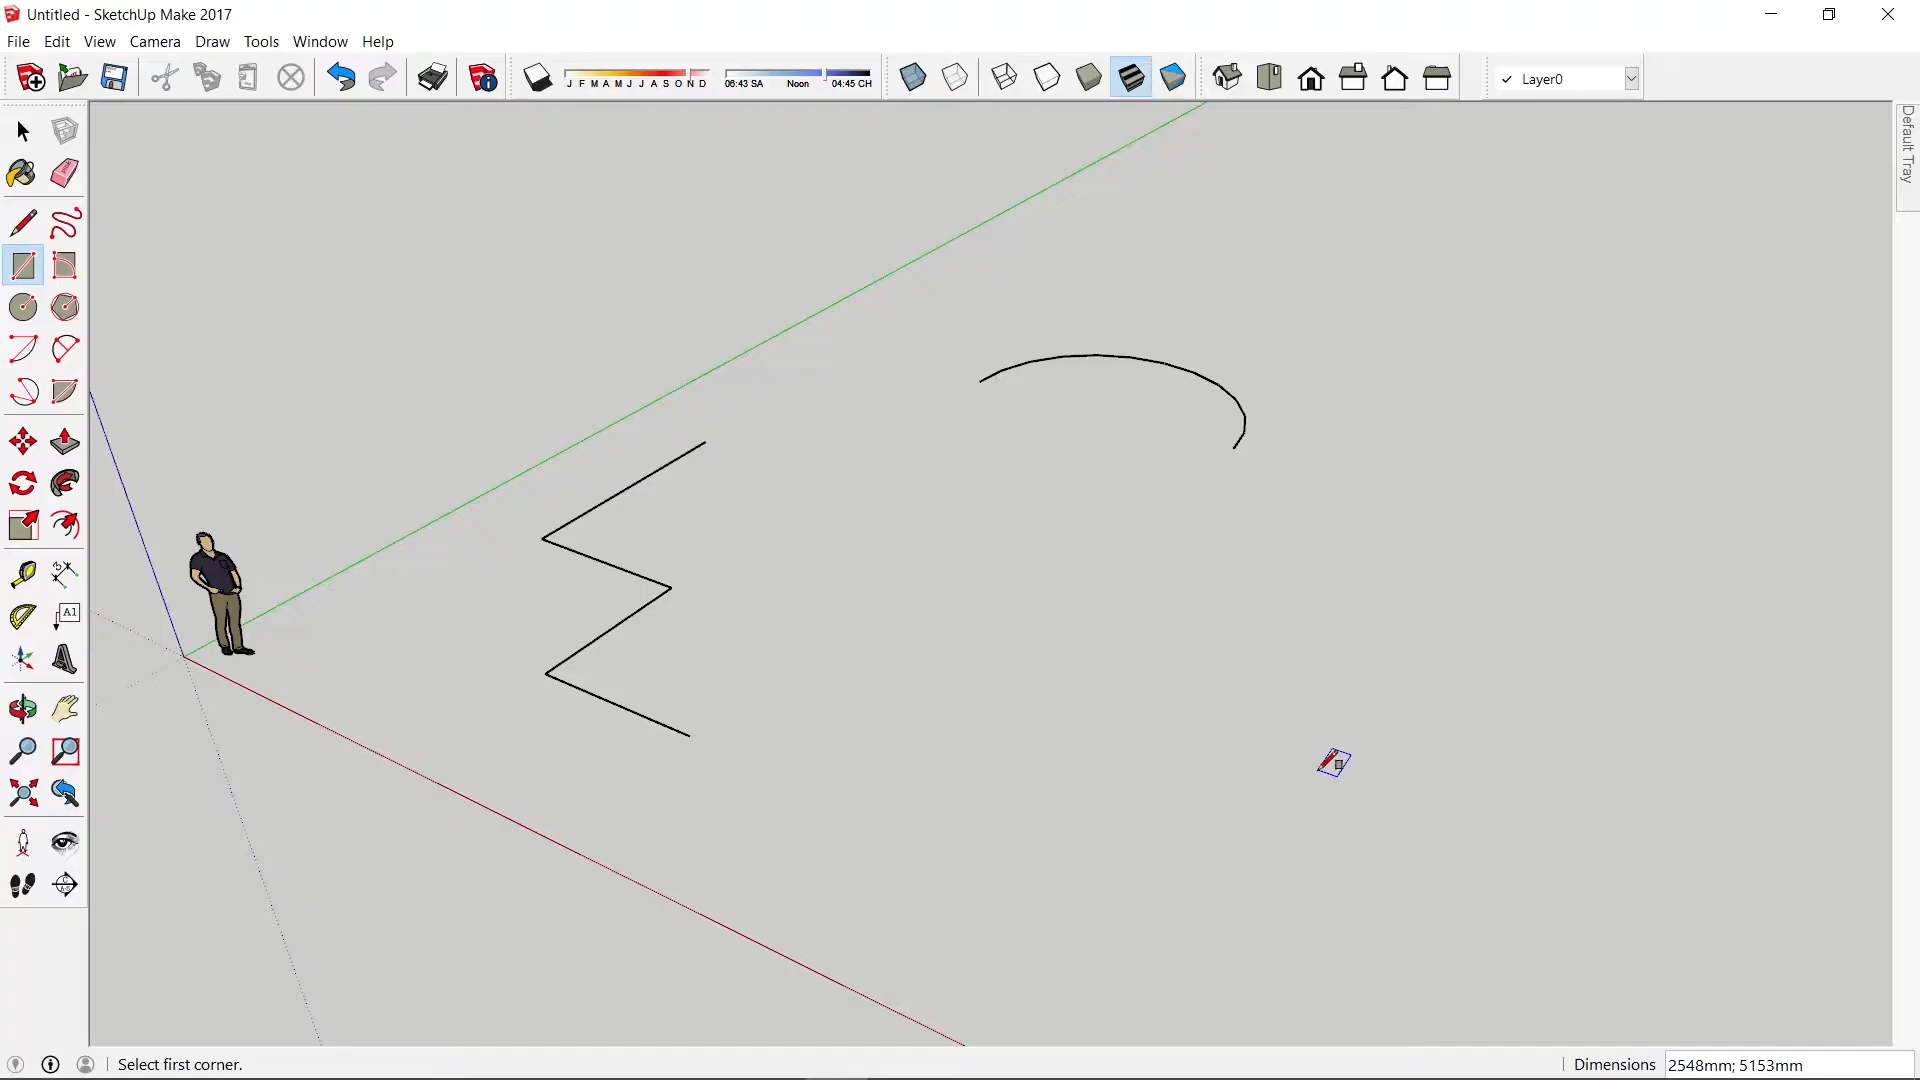 Untitled - SketchUp Make 2017
File Edit View Camera Draw Tools Window Help
J F M A M J J A S O N D
06:43 SA Noon 04:45 CH
Layer0
Default Tray
A1
Select first corner.
Dimensions 2548mm; 5153mm